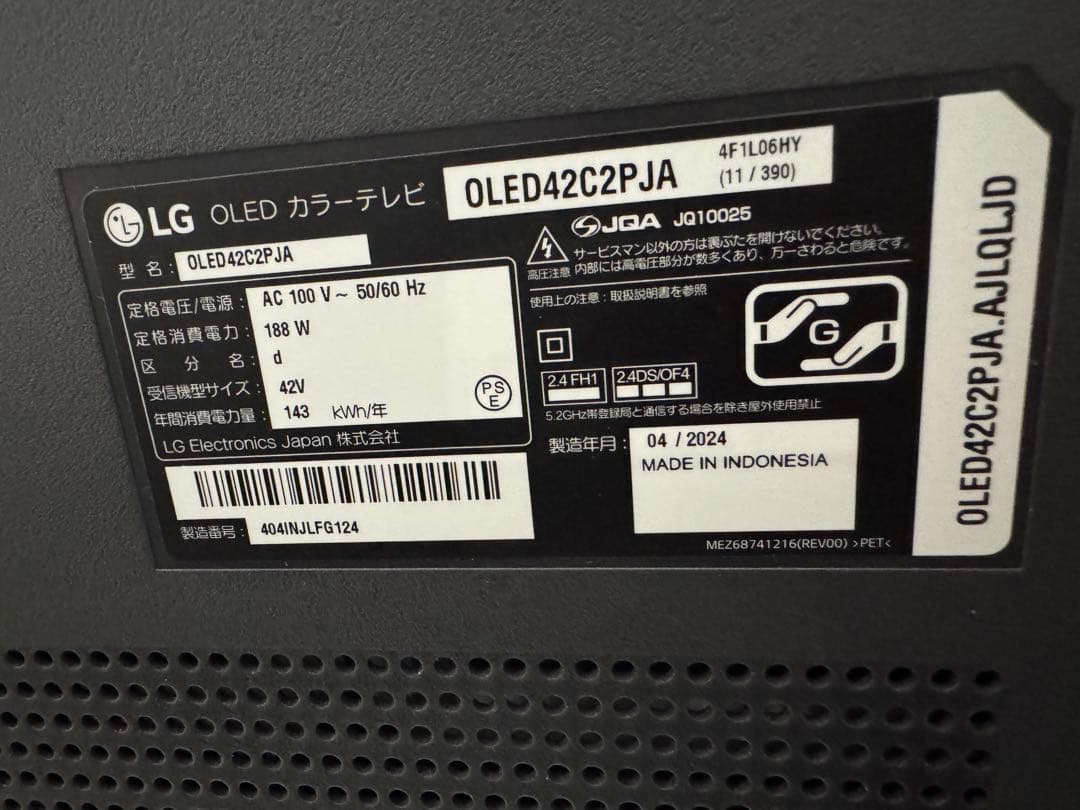 LG OLED カラーテレビ
OLED42C2PJA
4F1L06HY
(11 / 390)
型 名 : OLED42C2PJA
定格電圧/電源 : AC 100 V ~ 50/60 Hz
定格消費電力 : 188 W
区 分 名 : d
受信機型サイズ : 42V
年間消費電力量 : 143 kWh/年
PS
E
LG Electronics Japan 株式会社
製造番号 : 404INJLFG124
JQA JQ10025
サービスマン以外の方は裏ぶたを開けないでください。
高圧注意 内部には高電圧部分が数多くあり、万一さわると危険です。
使用上の注意 : 取扱説明書を参照
G
2.4 FH1
2.4DS/OF4
5.2GHz帯登録局と通信する場合を除き屋外使用禁止
製造年月 : 04 / 2024
MADE IN INDONESIA
MEZ68741216(REV00) >PET<
OLED42C2PJA.AJLQLJD